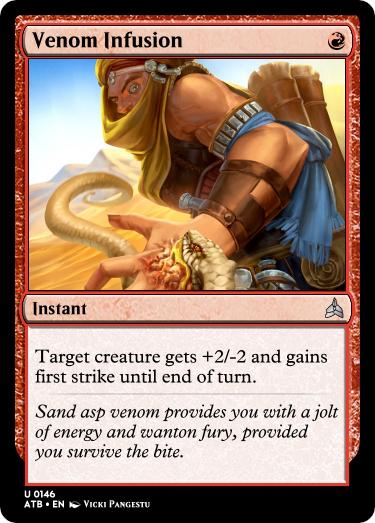 Venom Infusion
Instant
Target creature gets +2/-2 and gains
first strike until end of turn.
Sand asp venom provides you with a jolt
of energy and wanton fury, provided
you survive the bite.
U 0146
ATB • EN Vicki Pangestu